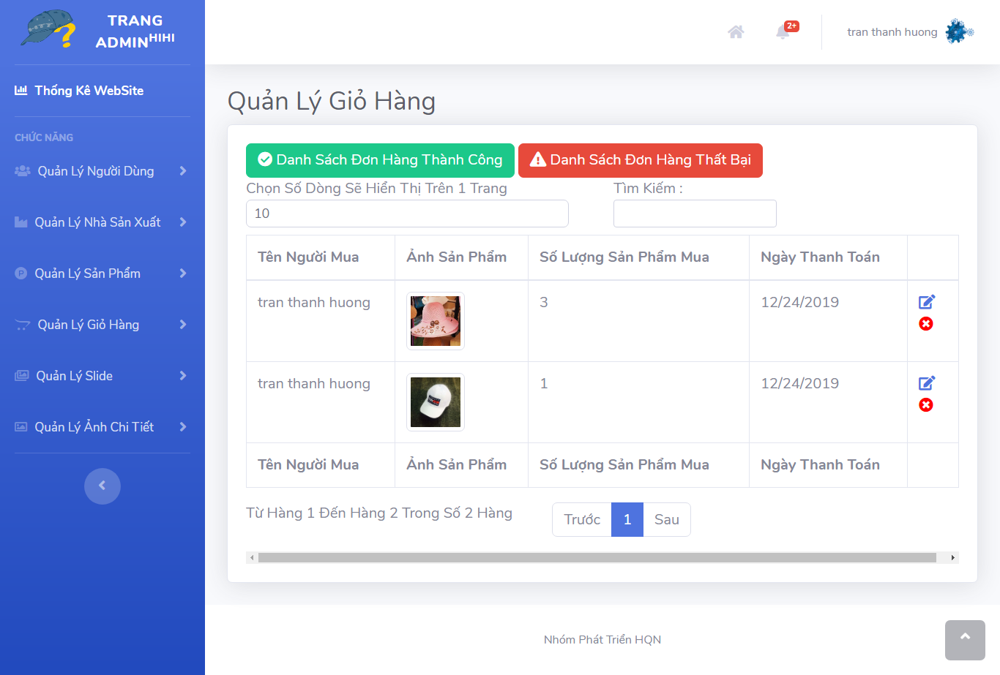 TRANG
ADMINHIHI
2+
tran thanh huong
Thống Kê WebSite
CHỨC NĂNG
Quản Lý Người Dùng
Quản Lý Nhà Sản Xuất
Quản Lý Sản Phẩm
Quản Lý Giỏ Hàng
Quản Lý Slide
Quản Lý Ảnh Chi Tiết
Quản Lý Giỏ Hàng
Danh Sách Đơn Hàng Thành Công Danh Sách Đơn Hàng Thất Bại
Chọn Số Dòng Sẽ Hiển Thị Trên 1 Trang Tìm Kiếm :
10
Tên Người Mua Ảnh Sản Phẩm Số Lượng Sản Phẩm Mua Ngày Thanh Toán
tran thanh huong 3 12/24/2019
tran thanh huong 1 12/24/2019
Tên Người Mua Ảnh Sản Phẩm Số Lượng Sản Phẩm Mua Ngày Thanh Toán
Từ Hàng 1 Đến Hàng 2 Trong Số 2 Hàng Trước 1 Sau
Nhóm Phát Triển HQN